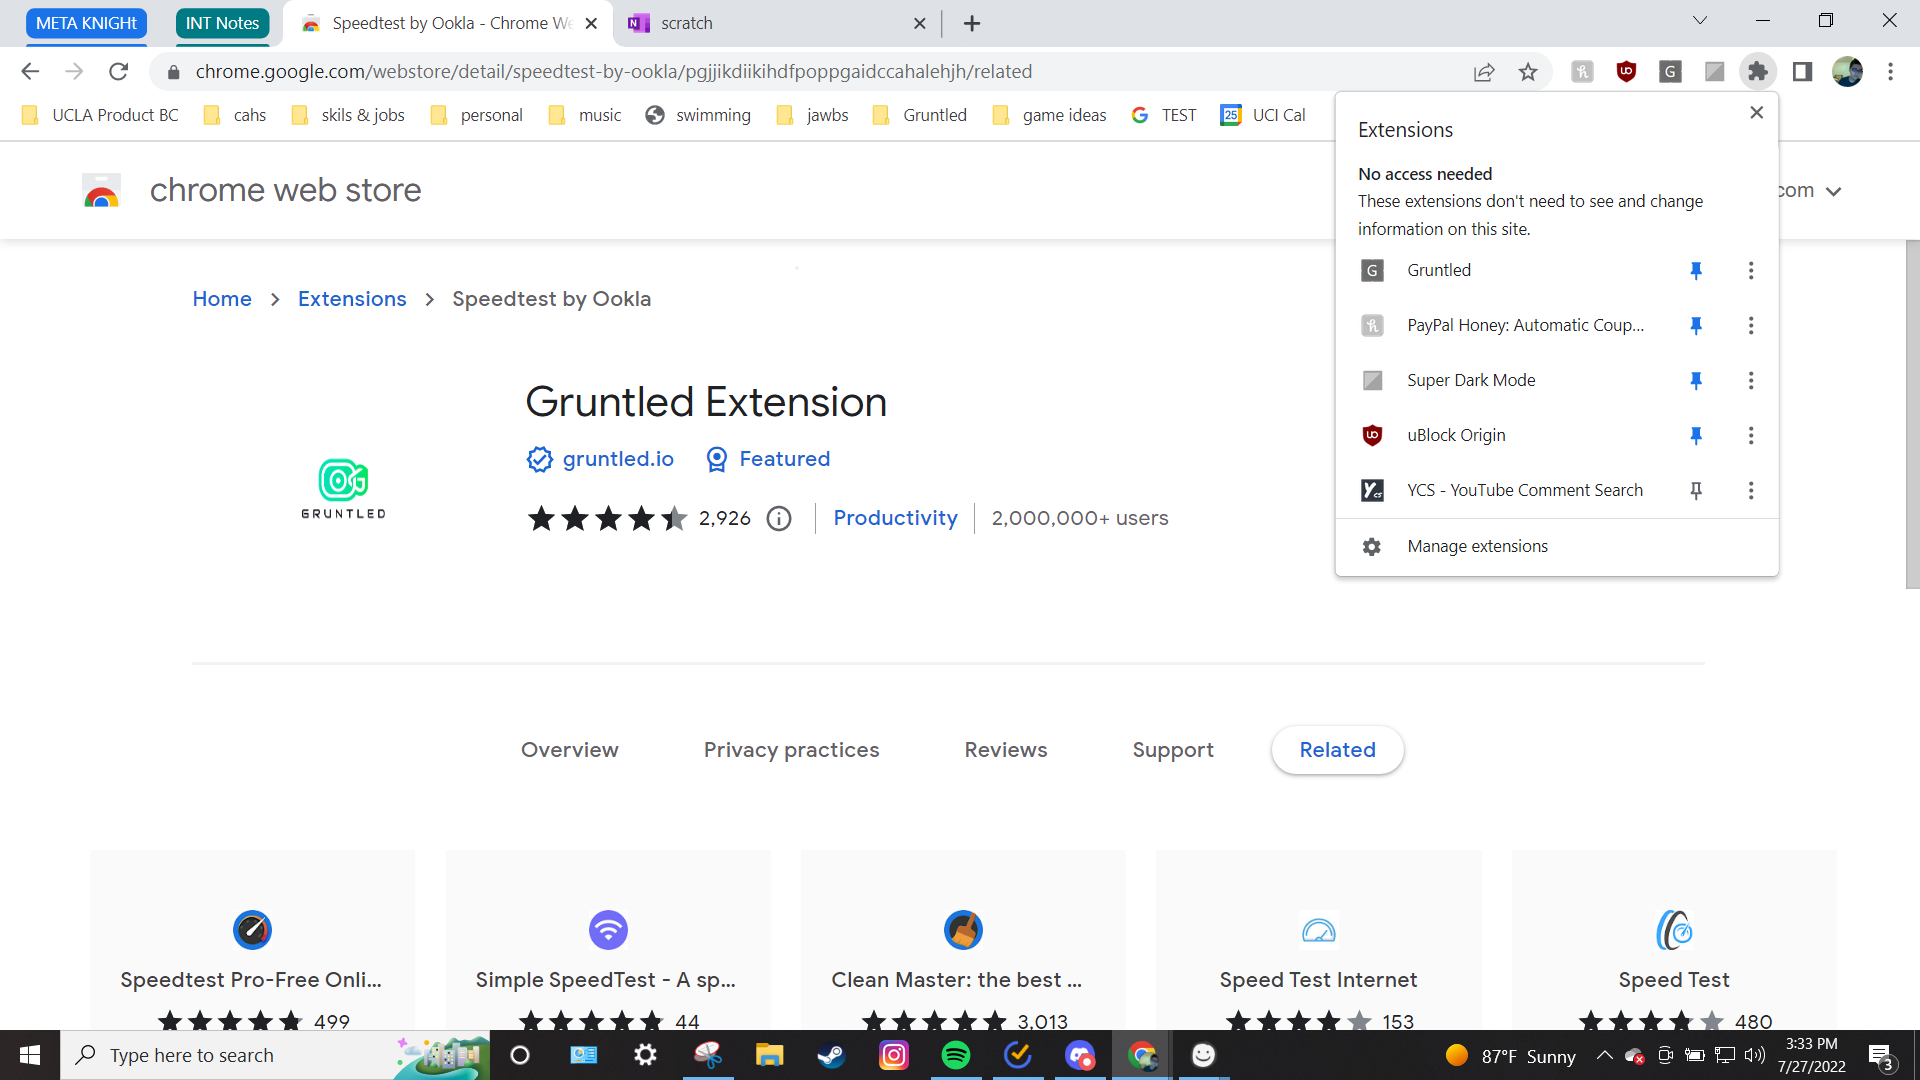 META KNIGHt
INT Notes
Speedtest by Ookla - Chrome We
scratch
chrome.google.com/webstore/detail/speedtest-by-ookla/pgjjikdiikihdfpoppgaidccahalehjh/related
UCLA Product BC
cahs
skils & jobs
personal
music
swimming
jawbs
Gruntled
game ideas
TEST
25
UCI Cal
chrome web store
com
Extensions
No access needed
These extensions don't need to see and change
information on this site.
G Gruntled
PayPal Honey: Automatic Coup...
Super Dark Mode
uBlock Origin
YCS - YouTube Comment Search
Manage extensions
Home > Extensions > Speedtest by Ookla
GRUNTLED
Gruntled Extension
gruntled.io
Featured
2,926
Productivity
2,000,000+ users
Overview
Privacy practices
Reviews
Support
Related
Speedtest Pro-Free Onli...
499
Simple SpeedTest - A sp...
44
Clean Master: the best ...
3,013
Speed Test Internet
153
Speed Test
480
Type here to search
87°F Sunny
3:33 PM
7/27/2022
3